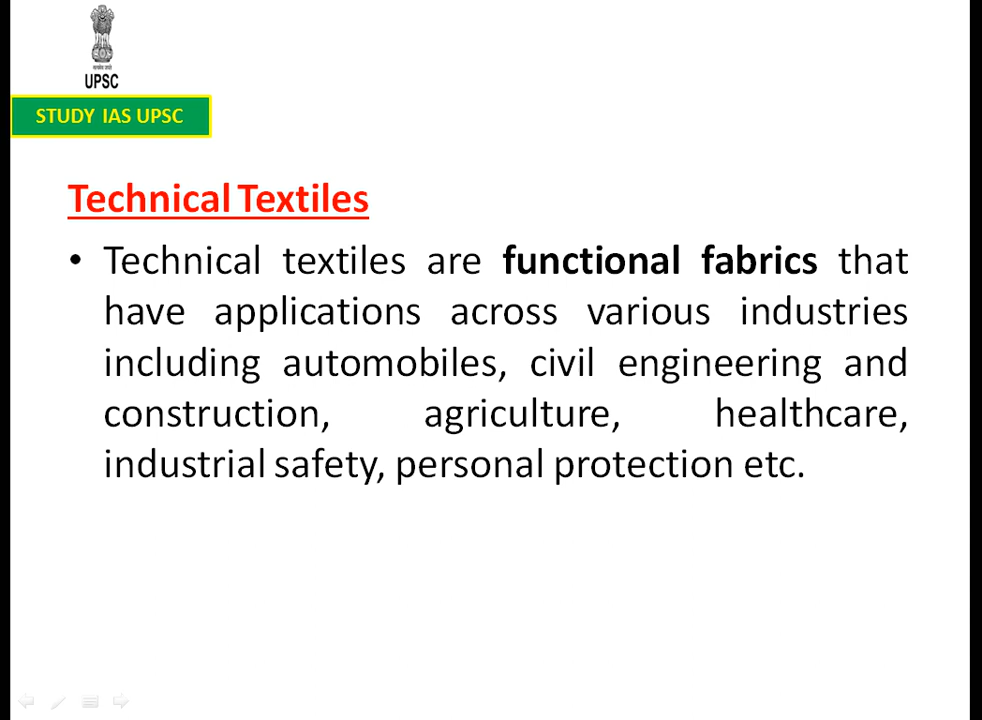 UPSC
STUDY IAS UPSC
Technical Textiles
• Technical textiles are functional fabrics that
have applications across various industries
including automobiles, civil engineering and
construction, agriculture, healthcare,
industrial safety, personal protection etc.